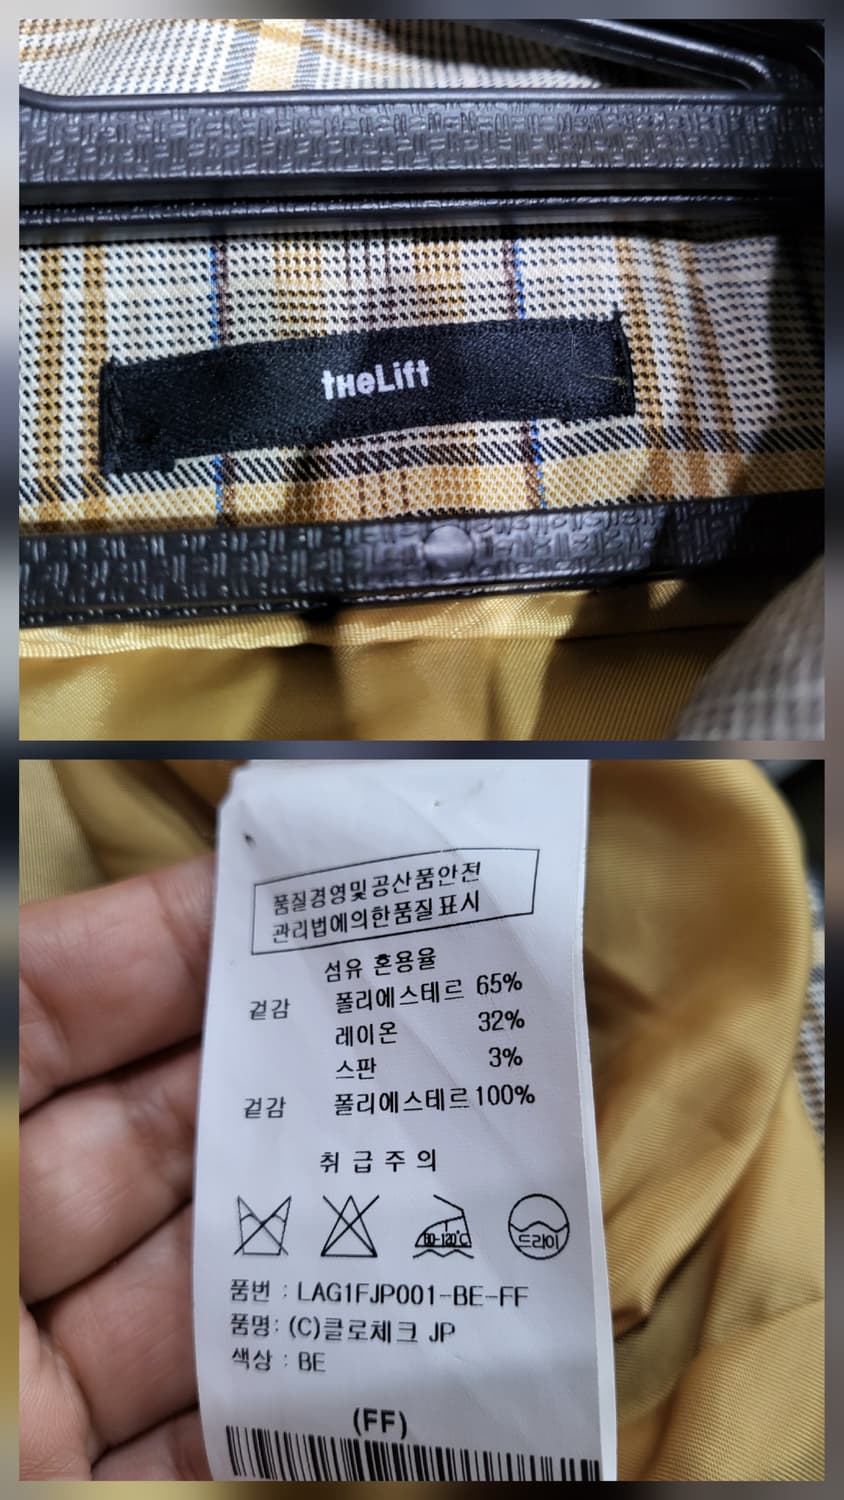 tHeLift
품질경영및공산품안전
관리법에의한품질표시
섬유 혼용율
겉감 폴리에스테르 65%
레이온 32%
스판 3%
겉감 폴리에스테르 100%
취급주의
80-120℃ 드라이
품번 : LAG1FJP001-BE-FF
품명: (C)클로체크 JP
색상 : BE
(FF)